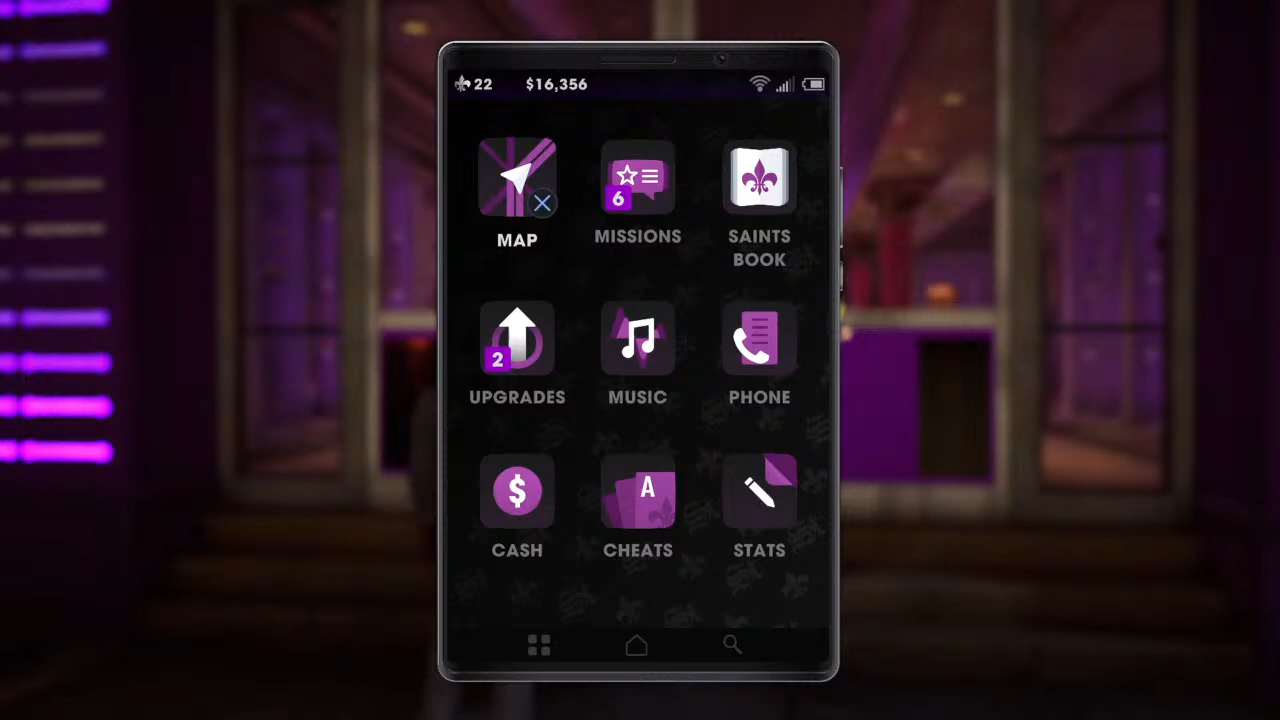 22 $16,356
MAP
6
MISSIONS
SAINTS
BOOK
2
UPGRADES
MUSIC
PHONE
CASH
A
CHEATS
STATS